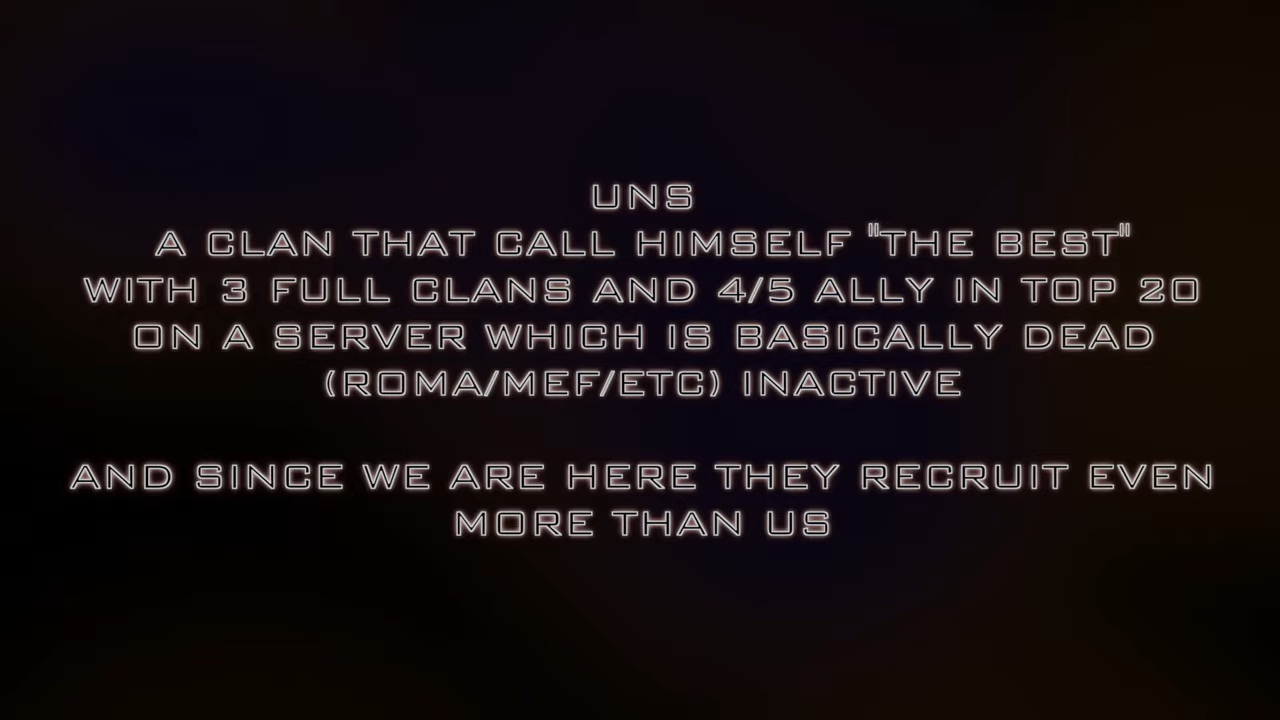 UNS
A CLAN THAT CALL HIMSELF "THE BEST"
WITH 3 FULL CLANS AND 4/5 ALLY IN TOP 20
ON A SERVER WHICH IS BASICALLY DEAD
(ROMA/MEF/ETC) INACTIVE
AND SINCE WE ARE HERE THEY RECRUIT EVEN
MORE THAN US